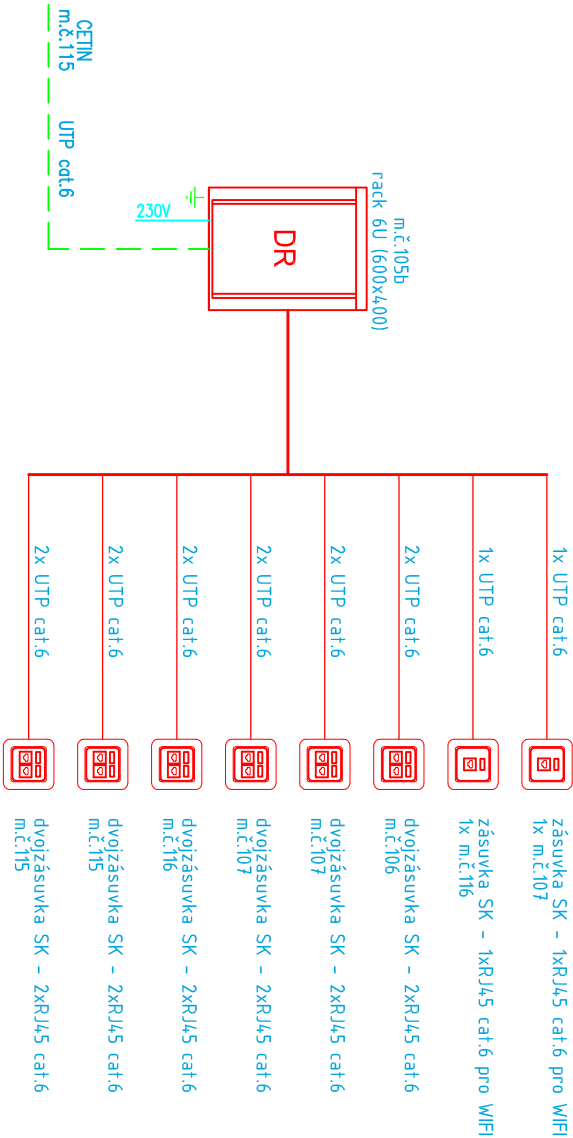 CETIN
m.č.115
UTP cat.6
230V
DR
m.č.105b
rack 6U (600x400)
1x UTP cat.6
zásuvka SK - 1xRJ45 cat.6 pro WIFI
1x m.č.107
1x UTP cat.6
zásuvka SK - 1xRJ45 cat.6 pro WIFI
1x m.č.116
2x UTP cat.6
dvojzásuvka SK - 2xRJ45 cat.6
m.č.106
2x UTP cat.6
dvojzásuvka SK - 2xRJ45 cat.6
m.č.107
2x UTP cat.6
dvojzásuvka SK - 2xRJ45 cat.6
m.č.107
2x UTP cat.6
dvojzásuvka SK - 2xRJ45 cat.6
m.č.116
2x UTP cat.6
dvojzásuvka SK - 2xRJ45 cat.6
m.č.115
2x UTP cat.6
dvojzásuvka SK - 2xRJ45 cat.6
m.č.115